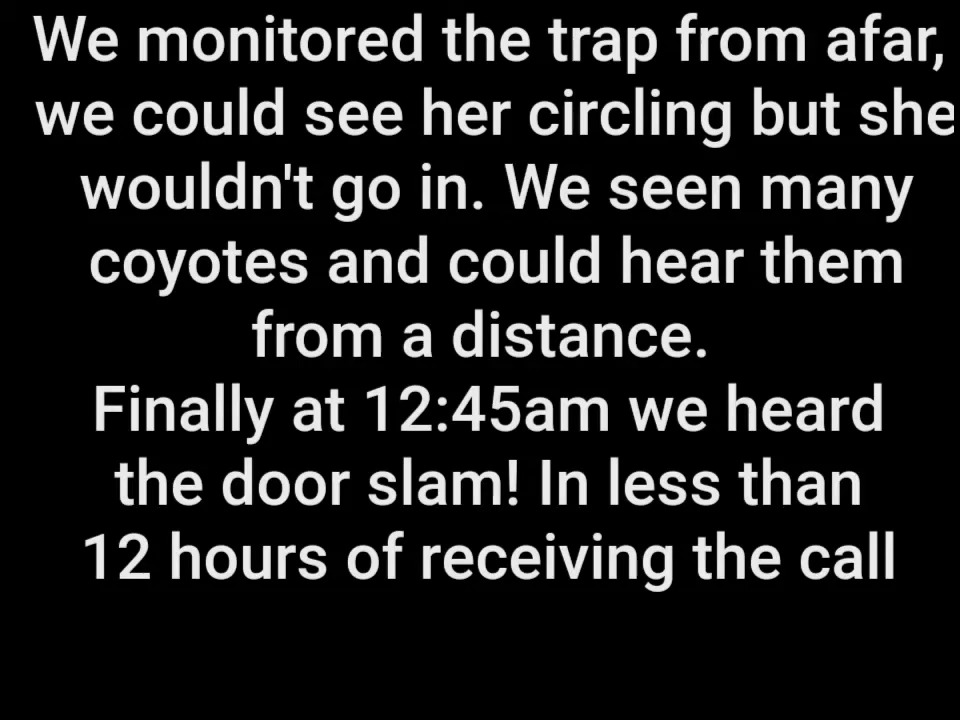 We monitored the trap from afar,
we could see her circling but she
wouldn't go in. We seen many
coyotes and could hear them
from a distance.
Finally at 12:45am we heard
the door slam! In less than
12 hours of receiving the call